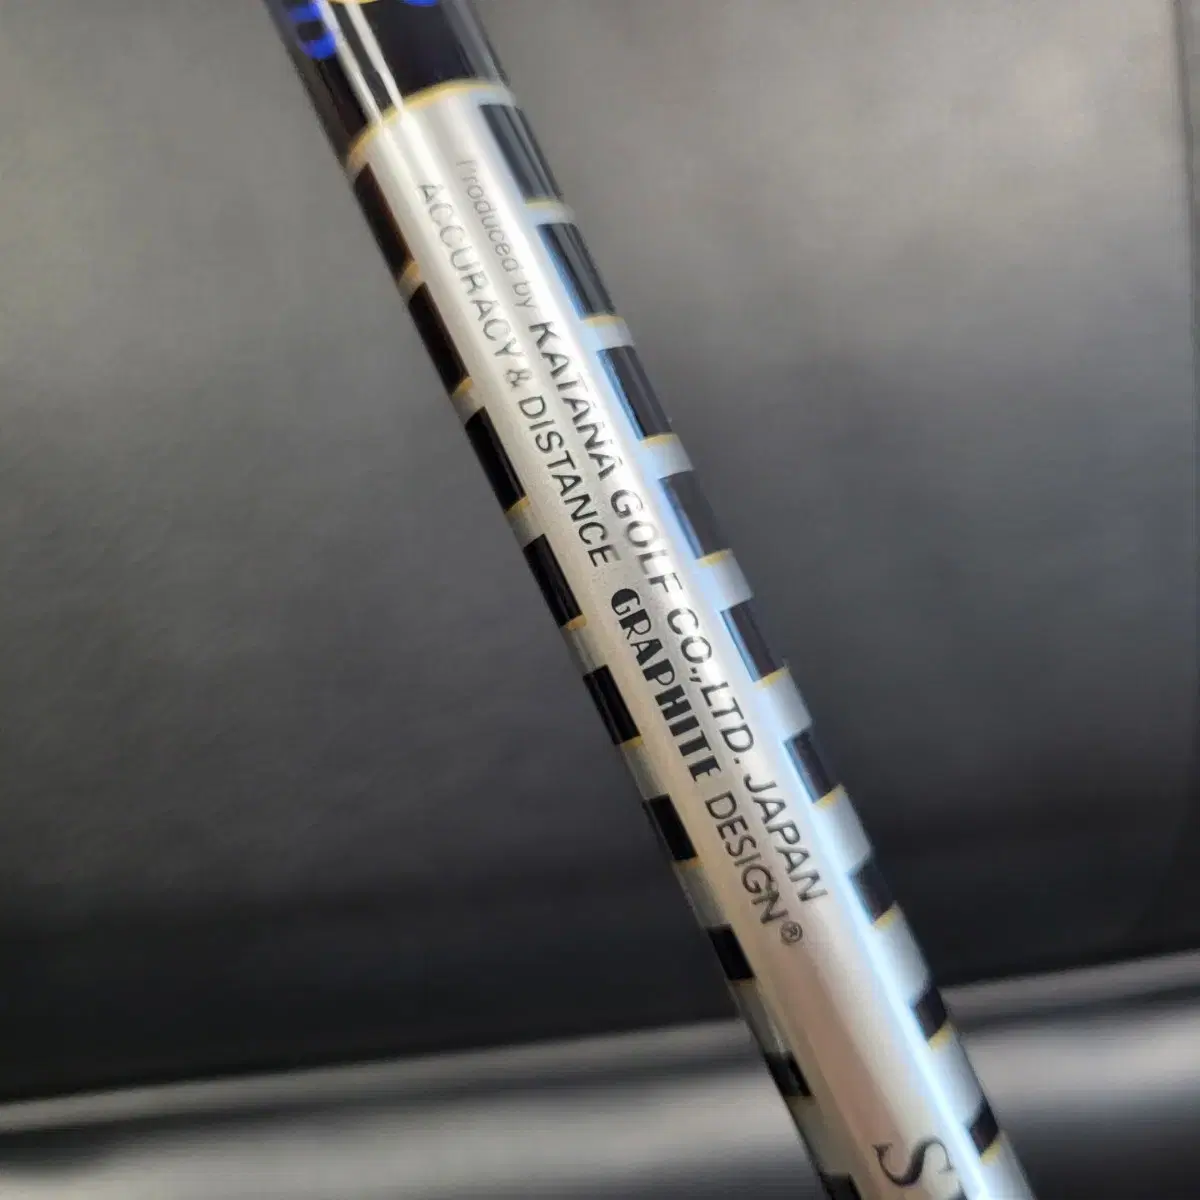 Produced by KATANA GOLF CO.,LTD. JAPAN
ACCURACY & DISTANCE GRAPHITE DESIGN®
S